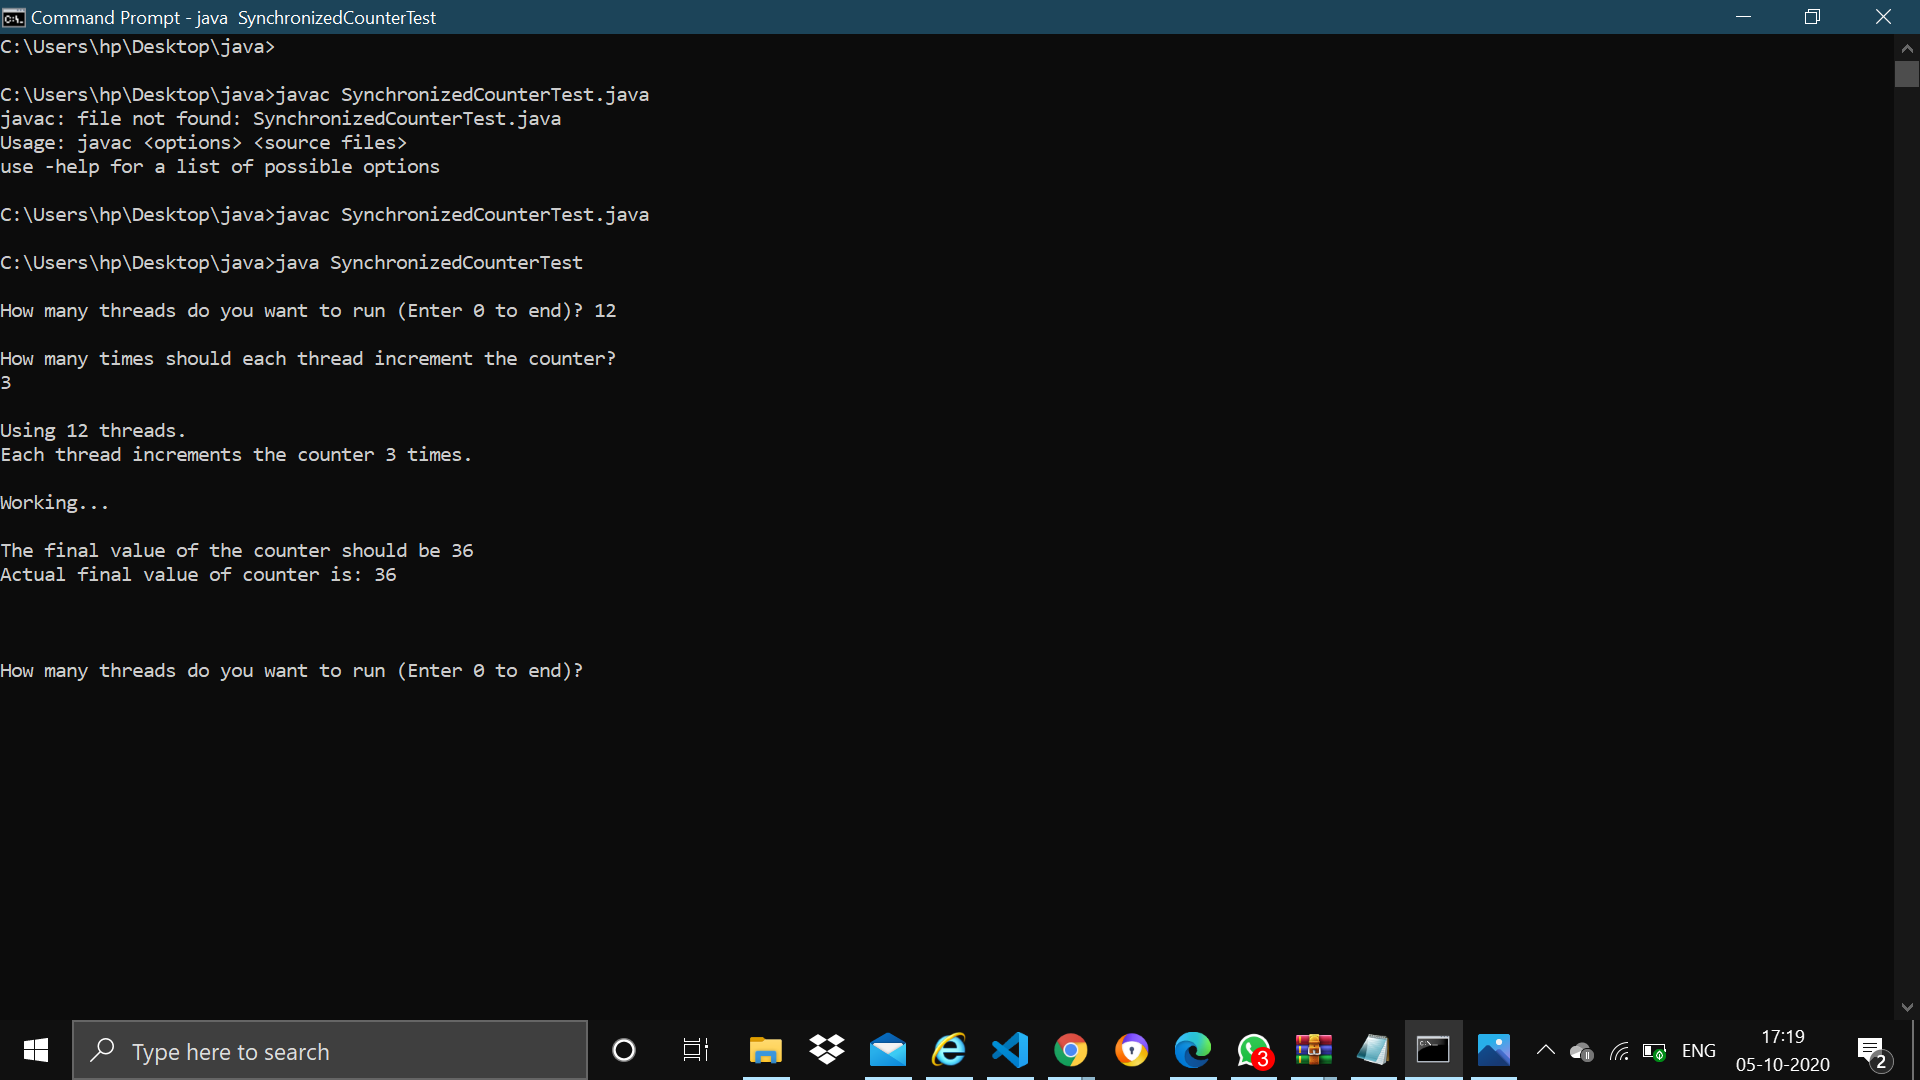 Command Prompt - java  SynchronizedCounterTest
C:\Users\hp\Desktop\java>
C:\Users\hp\Desktop\java>javac SynchronizedCounterTest.java
javac: file not found: SynchronizedCounterTest.java
Usage: javac <options> <source files>
use -help for a list of possible options
C:\Users\hp\Desktop\java>javac SynchronizedCounterTest.java
C:\Users\hp\Desktop\java>java SynchronizedCounterTest
How many threads do you want to run (Enter 0 to end)? 12
How many times should each thread increment the counter?
3
Using 12 threads.
Each thread increments the counter 3 times.
Working...
The final value of the counter should be 36
Actual final value of counter is: 36
How many threads do you want to run (Enter 0 to end)?
Type here to search
3
ENG
17:19
05-10-2020
2